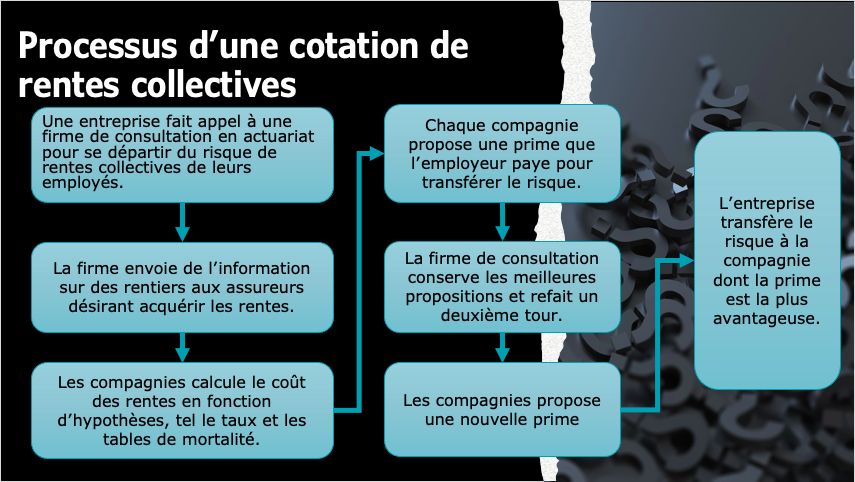 Processus d’une cotation de
rentes collectives
Une entreprise fait appel à une
firme de consultation en actuariat
pour se départir du risque de
rentes collectives de leurs
employés.
La firme envoie de l’information
sur des rentiers aux assureurs
désirant acquérir les rentes.
Les compagnies calcule le coût
des rentes en fonction
d’hypothèses, tel le taux et les
tables de mortalité.
Chaque compagnie
propose une prime que
l’employeur paye pour
transférer le risque.
La firme de consultation
conserve les meilleures
propositions et refait un
deuxième tour.
Les compagnies propose
une nouvelle prime
L’entreprise
transfère le
risque à la
compagnie
dont la prime
est la plus
avantageuse.